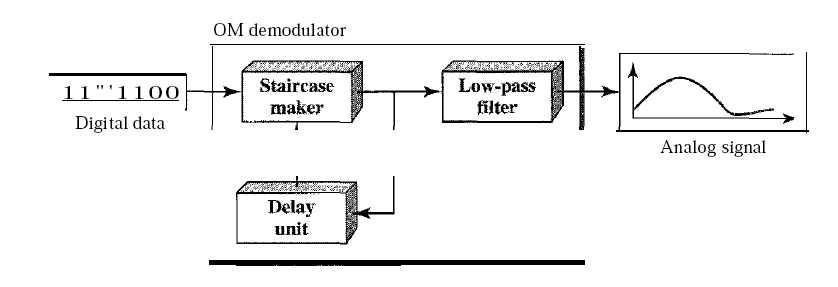 OM demodulator
Staircase
maker
Low-pass
filter
11"'1100
Digital data
Analog signal
Delay
unit